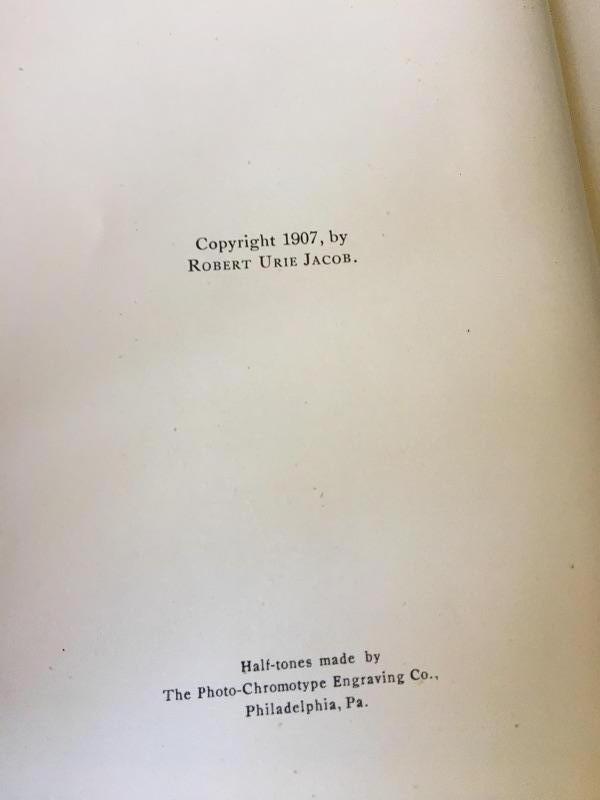 Copyright 1907, by
ROBERT URIE JACOB.
Half-tones made by
The Photo-Chromotype Engraving Co.,
Philadelphia, Pa.